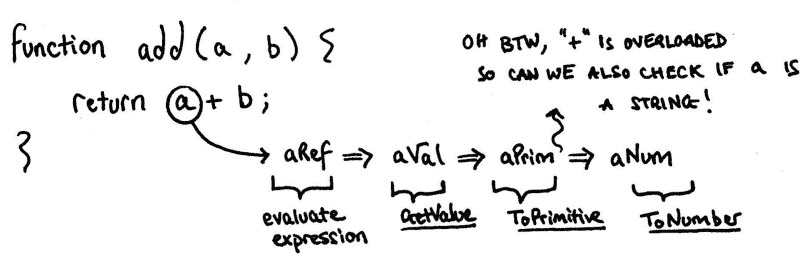 function add(a, b) {
return a + b;
}
OH BTW, "+" IS OVERLOADED
SO CAN WE ALSO CHECK IF a IS
A STRING!
aRef ⇒ aVal ⇒ aPrim ⇒ aNum
evaluate expression
GetValue
ToPrimitive
ToNumber